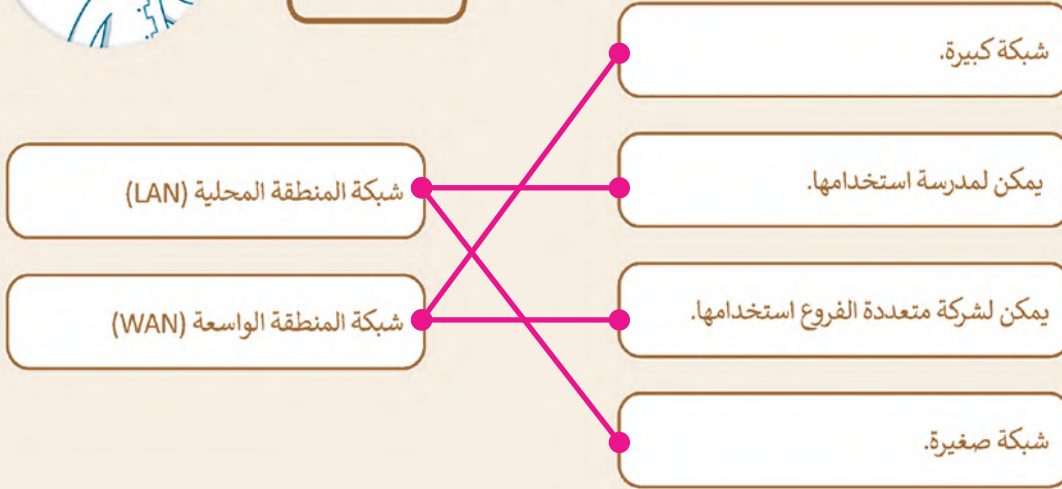 شبكة كبيرة.
يمكن لمدرسة استخدامها.
شبكة المنطقة المحلية (LAN)
يمكن لشركة متعددة الفروع استخدامها.
شبكة المنطقة الواسعة (WAN)
شبكة صغيرة.